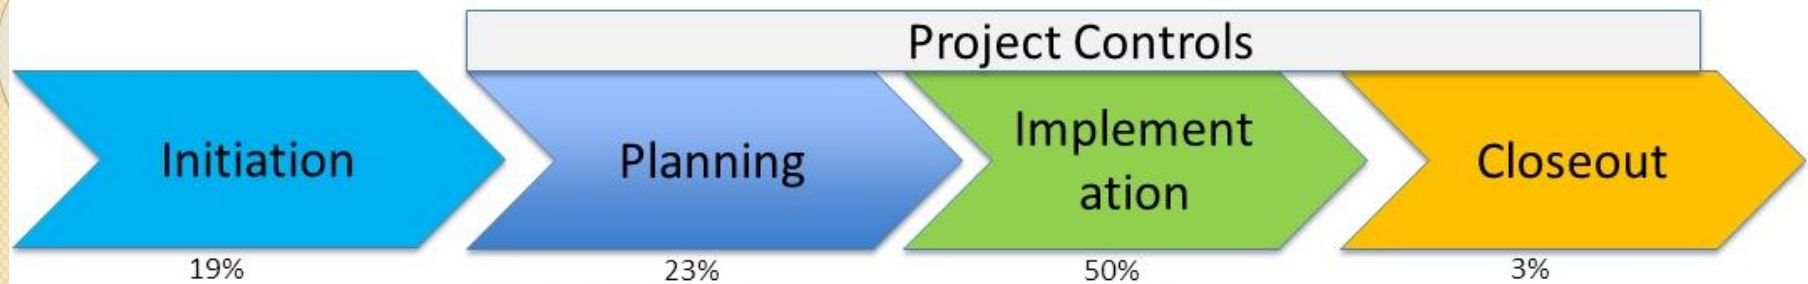 Project Controls
Initiation
Planning
Implement
ation
Closeout
19%
23%
50%
3%